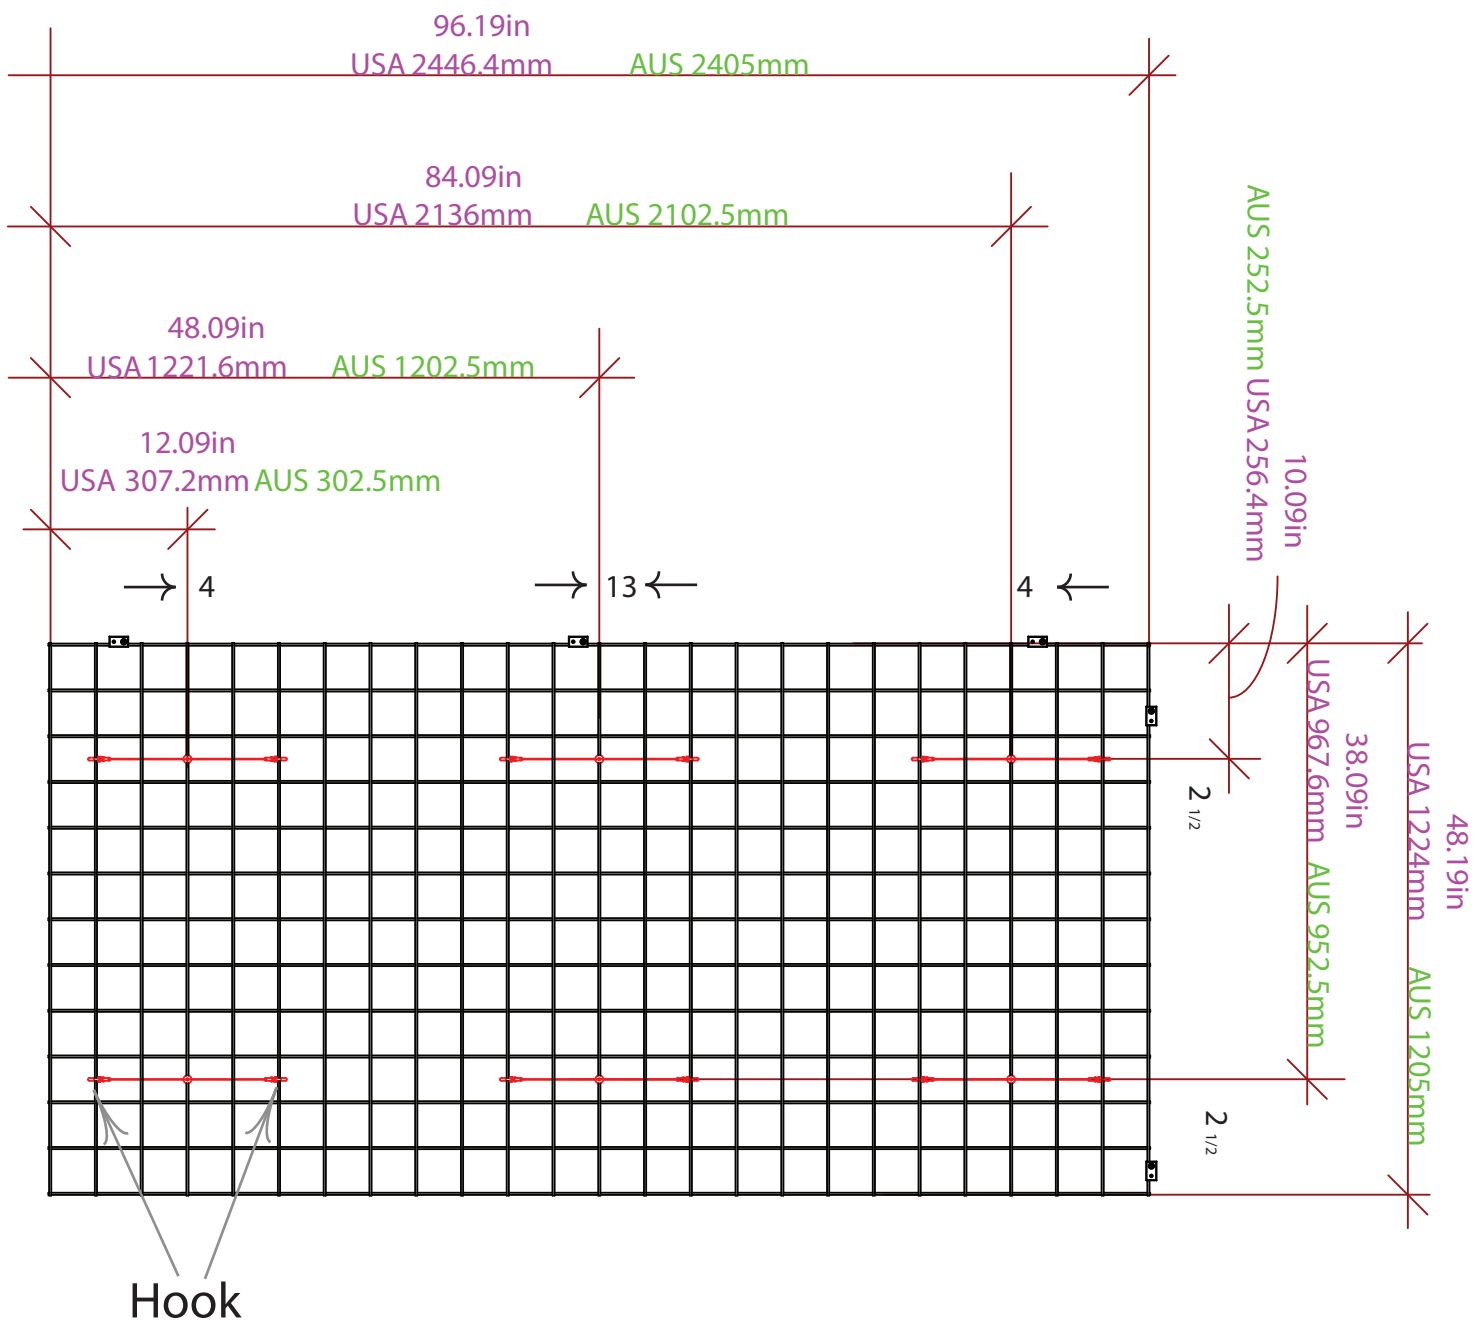 96.19in
USA 2446.4mm AUS 2405mm
84.09in
USA 2136mm AUS 2102.5mm
48.09in
USA 1221.6mm AUS 1202.5mm
12.09in
USA 307.2mm AUS 302.5mm
4
13
4
10.09in
AUS 252.5mm USA 256.4mm
38.09in
USA 967.6mm AUS 952.5mm
48.19in
USA 1224mm AUS 1205mm
2 1/2
2 1/2
Hook